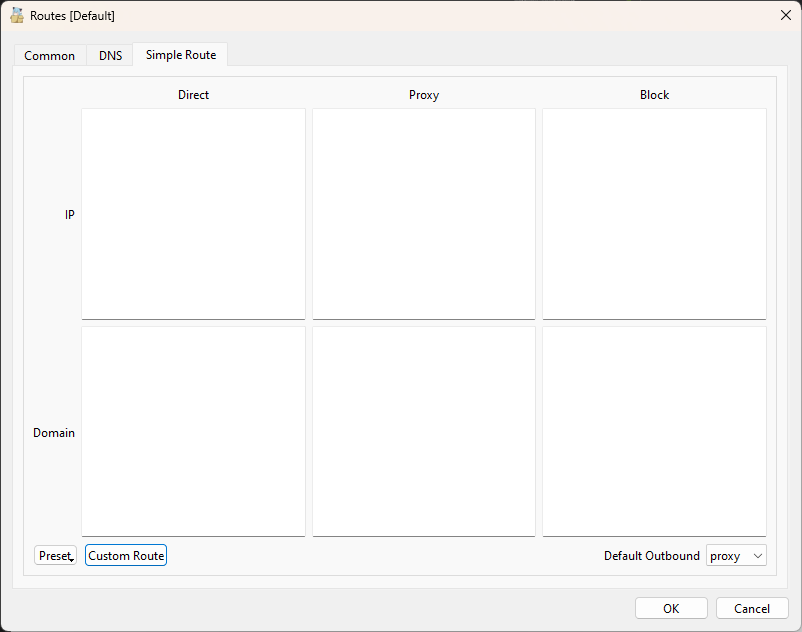 Routes [Default]
Common DNS Simple Route
Direct Proxy Block
IP
Domain
Preset Custom Route Default Outbound proxy
OK Cancel